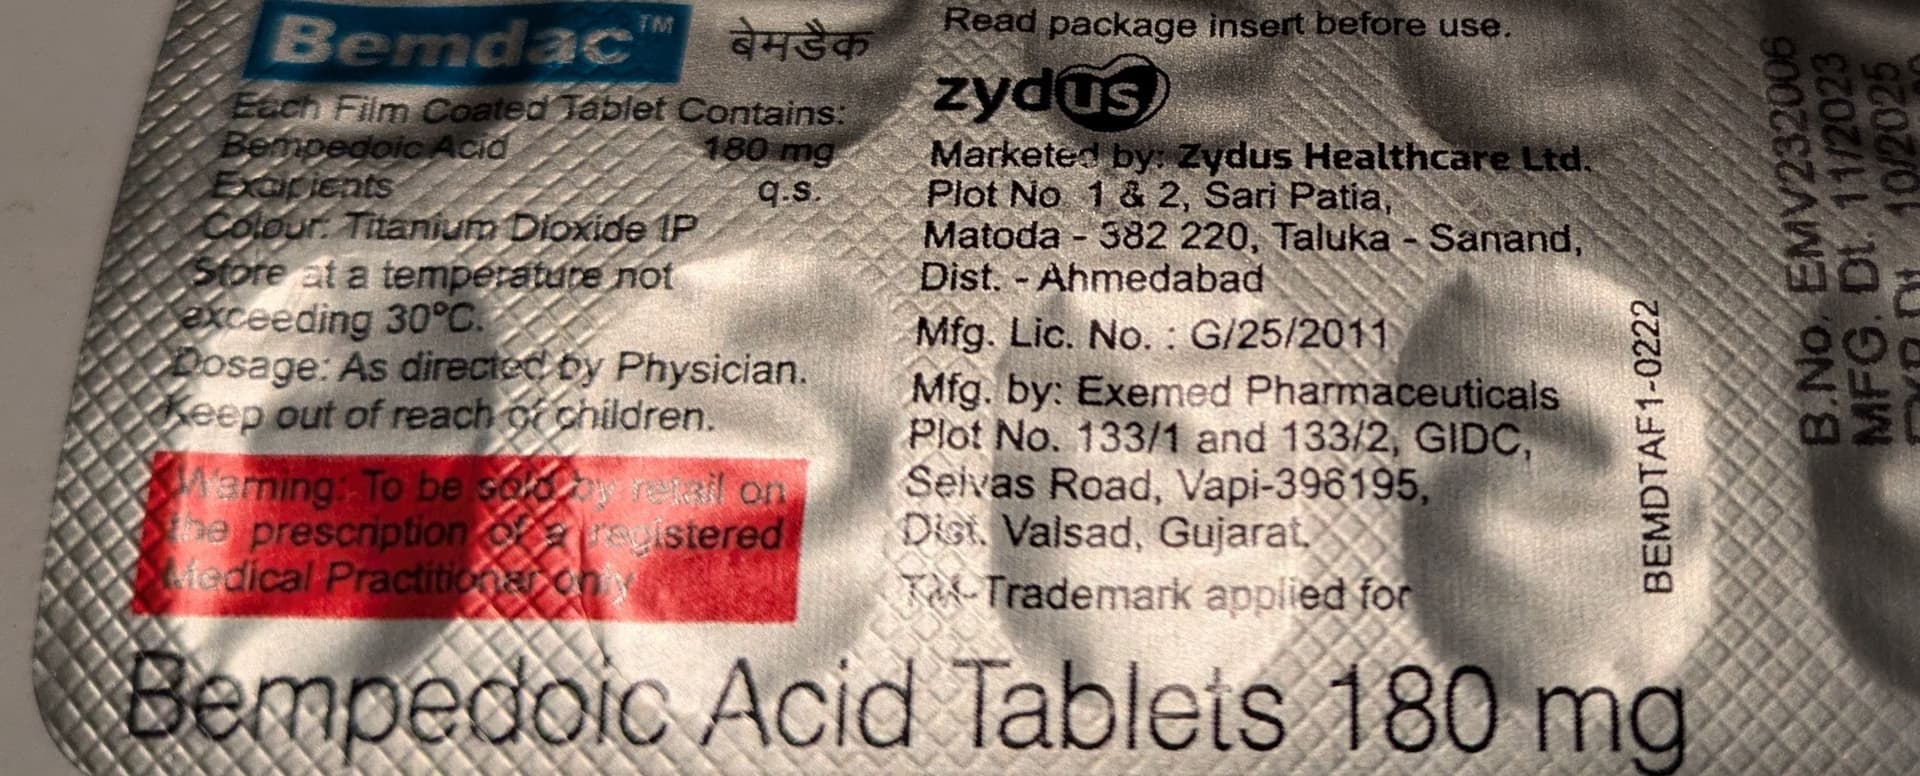 Bemdac™ बेमडैक
Each Film Coated Tablet Contains:
Bempedoic Acid 180 mg
Excipients q.s.
Colour: Titanium Dioxide IP
Store at a temperature not
exceeding 30°C.
Dosage: As directed by Physician.
Keep out of reach of children.
Warning: To be sold by retail on
the prescription of a registered
Medical Practitioner only
Read package insert before use.
zydus
Marketed by: Zydus Healthcare Ltd.
Plot No. 1 & 2, Sari Patia,
Matoda - 382 220, Taluka - Sanand,
Dist. - Ahmedabad
Mfg. Lic. No. : G/25/2011
Mfg. by: Exemed Pharmaceuticals
Plot No. 133/1 and 133/2, GIDC,
Selvas Road, Vapi-396195,
Dist. Valsad, Gujarat.
TM-Trademark applied for
Bempedoic Acid Tablets 180 mg
BEMDTAF1-0222
B.No. EMV232006
MFG. Dt. 11/2023
EXP. Dt. 10/2025